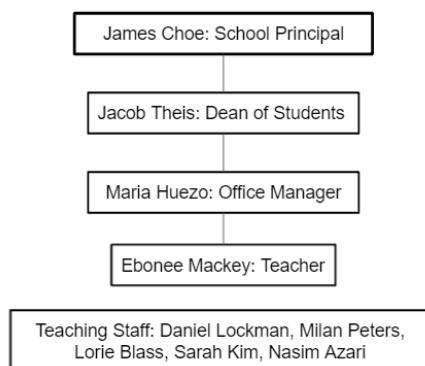 James Choe: School Principal
Jacob Theis: Dean of Students
Maria Huezo: Office Manager
Ebonee Mackey: Teacher
Teaching Staff: Daniel Lockman, Milan Peters,
Lorie Blass, Sarah Kim, Nasim Azari